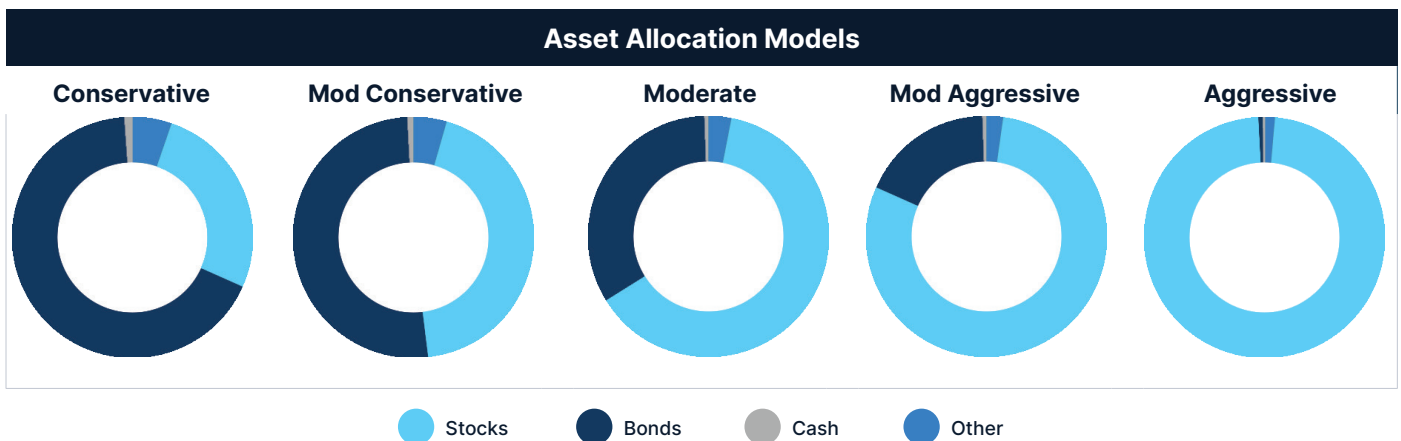 Asset Allocation Models
Conservative Mod Conservative Moderate Mod Aggressive Aggressive
Stocks Bonds Cash Other